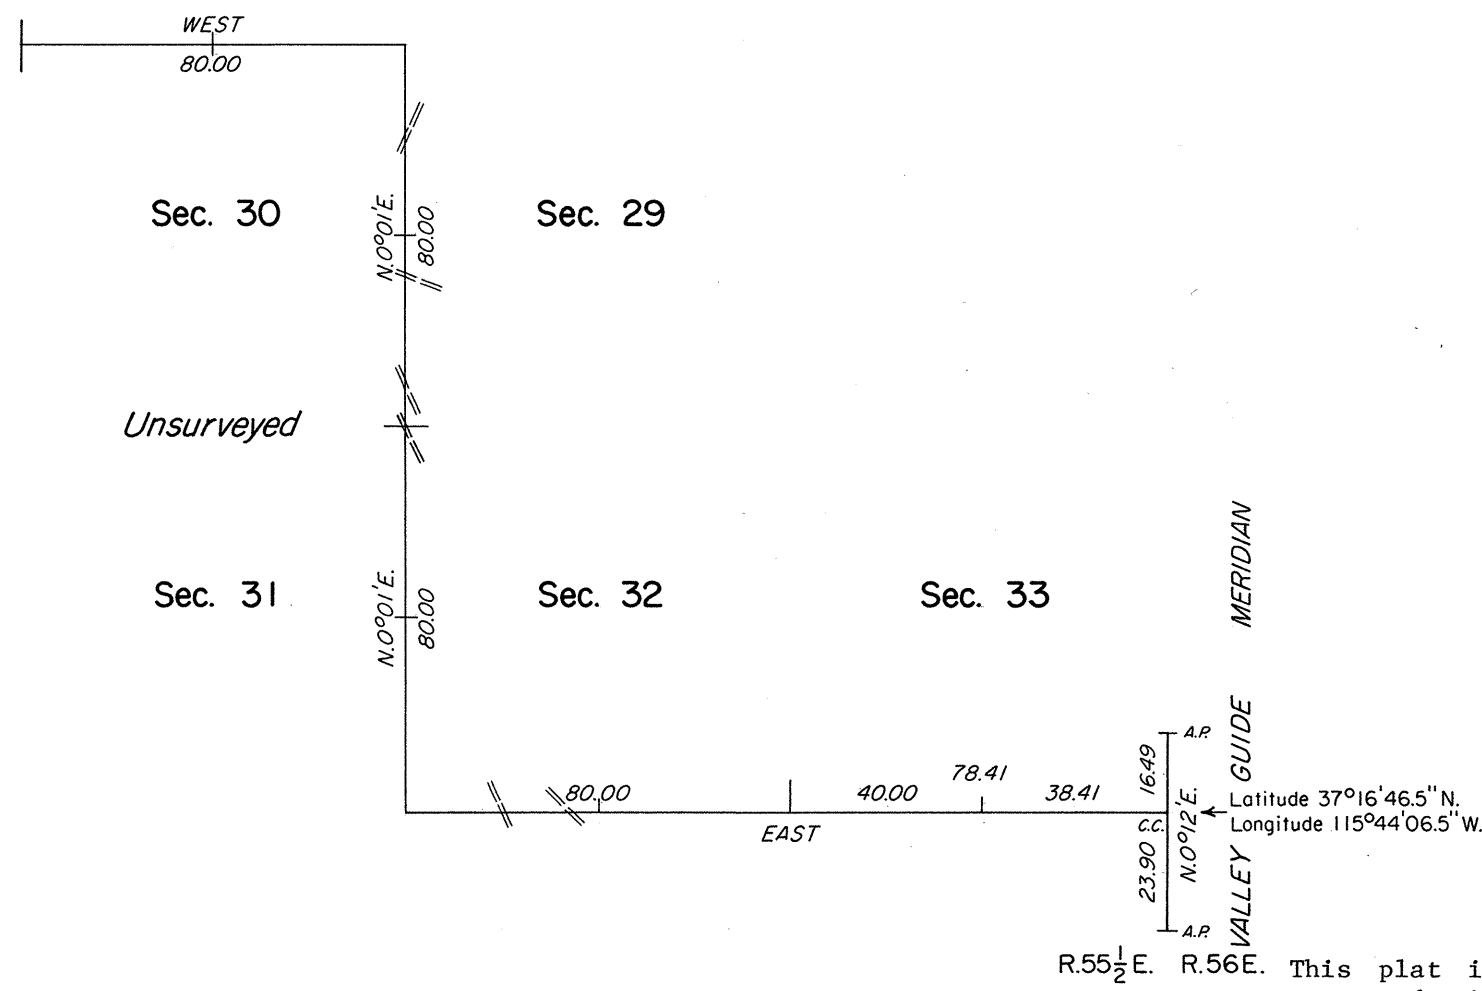 WEST
80.00
Sec. 30
N.0°01'E.
80.00
Sec. 29
Unsurveyed
Sec. 31
N.0°01'E.
80.00
Sec. 32
Sec. 33
VALLEY GUIDE MERIDIAN
A.P.
16.49
78.41
80.00
40.00
38.41
EAST
C.C.
N.0°12'E.
Latitude 37°16'46.5"N.
Longitude 115°44'06.5"W.
23.90
A.P.
R.55½E. R.56E. This plat i